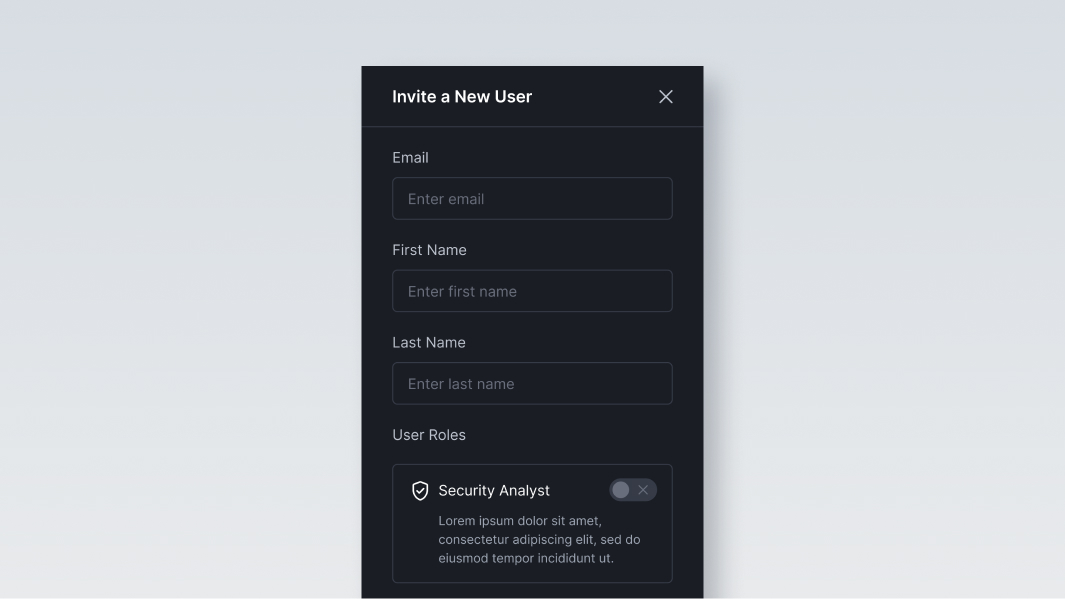 Invite a New User
Email
Enter email
First Name
Enter first name
Last Name
Enter last name
User Roles
Security Analyst
Lorem ipsum dolor sit amet,
consectetur adipiscing elit, sed do
eiusmod tempor incididunt ut.